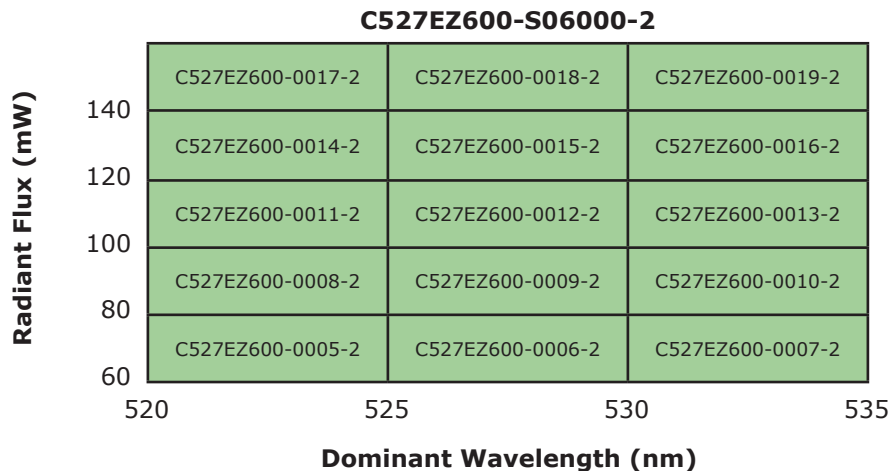 C527EZ600-S06000-2
Radiant Flux (mW)
C527EZ600-0017-2 C527EZ600-0018-2 C527EZ600-0019-2
140
C527EZ600-0014-2 C527EZ600-0015-2 C527EZ600-0016-2
120
C527EZ600-0011-2 C527EZ600-0012-2 C527EZ600-0013-2
100
C527EZ600-0008-2 C527EZ600-0009-2 C527EZ600-0010-2
80
C527EZ600-0005-2 C527EZ600-0006-2 C527EZ600-0007-2
60
520 525 530 535
Dominant Wavelength (nm)